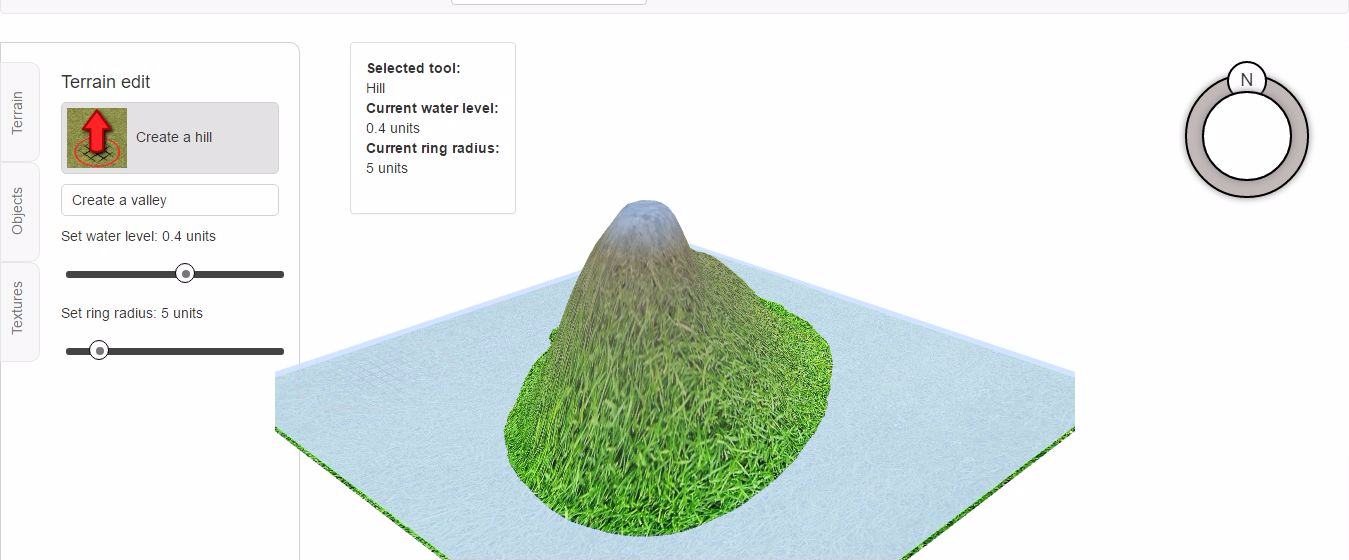 Terrain
Objects
Textures
Terrain edit
Create a hill
Create a valley
Set water level: 0.4 units
Set ring radius: 5 units
Selected tool:
Hill
Current water level:
0.4 units
Current ring radius:
5 units
N